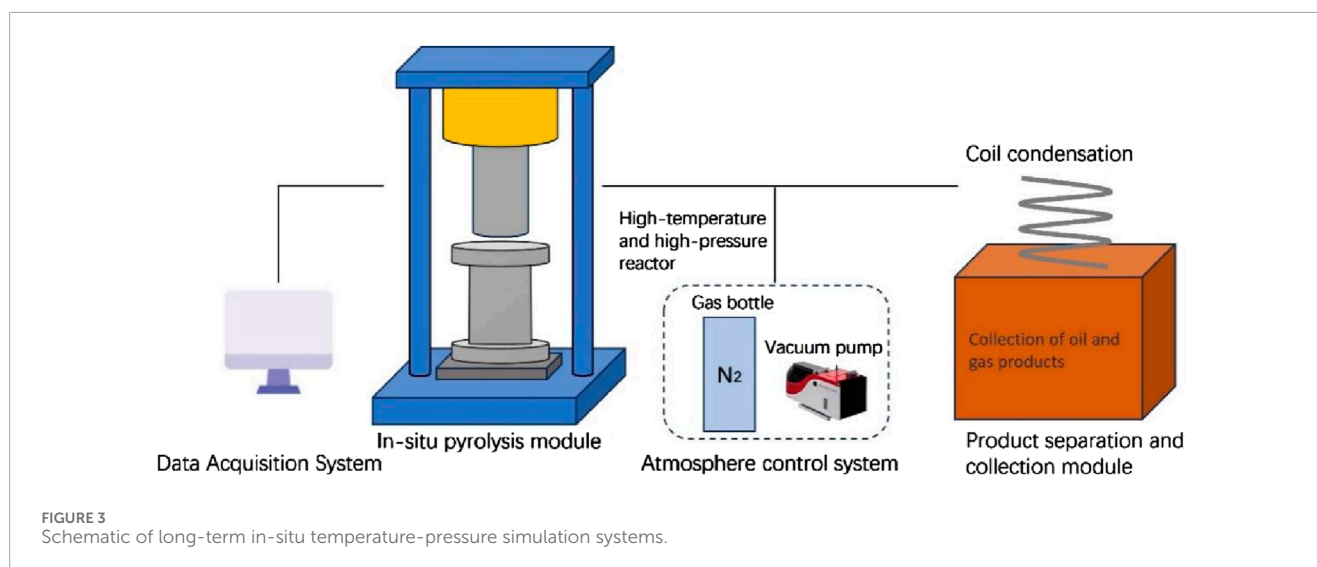 Coil condensation
High-temperature
and high-pressure
reactor
Gas bottle
Vacuum pump
N2
Collection of oil and
gas products
In-situ pyrolysis module
Data Acquisition System
Atmosphere control system
Product separation and
collection module
FIGURE 3
Schematic of long-term in-situ temperature-pressure simulation systems.